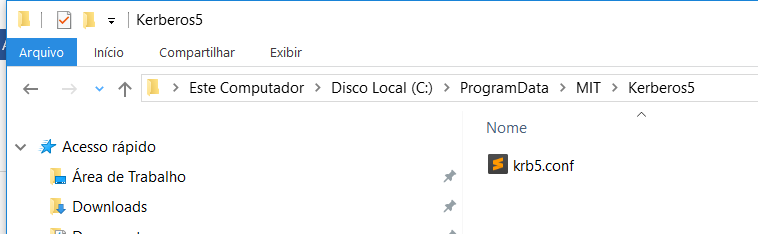 Kerberos5
Arquivo Início Compartilhar Exibir
Este Computador Disco Local (C:) ProgramData MIT Kerberos5
Nome
Acesso rápido
krb5.conf
Área de Trabalho
Downloads